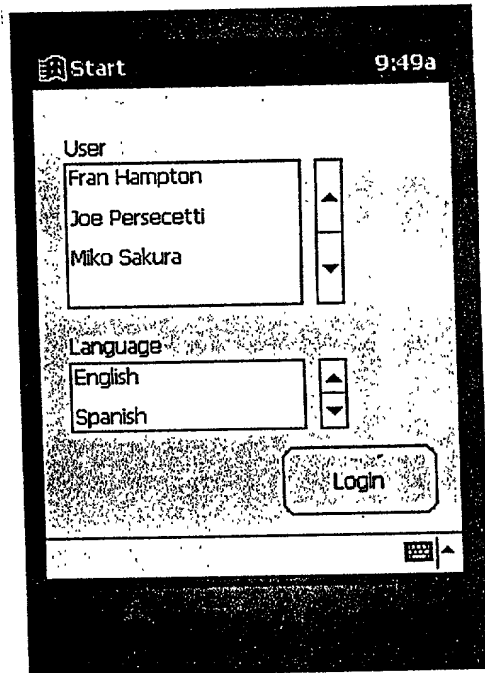 Start 9:49a
User
Fran Hampton
Joe Persecetti
Miko Sakura
Language
English
Spanish
Login